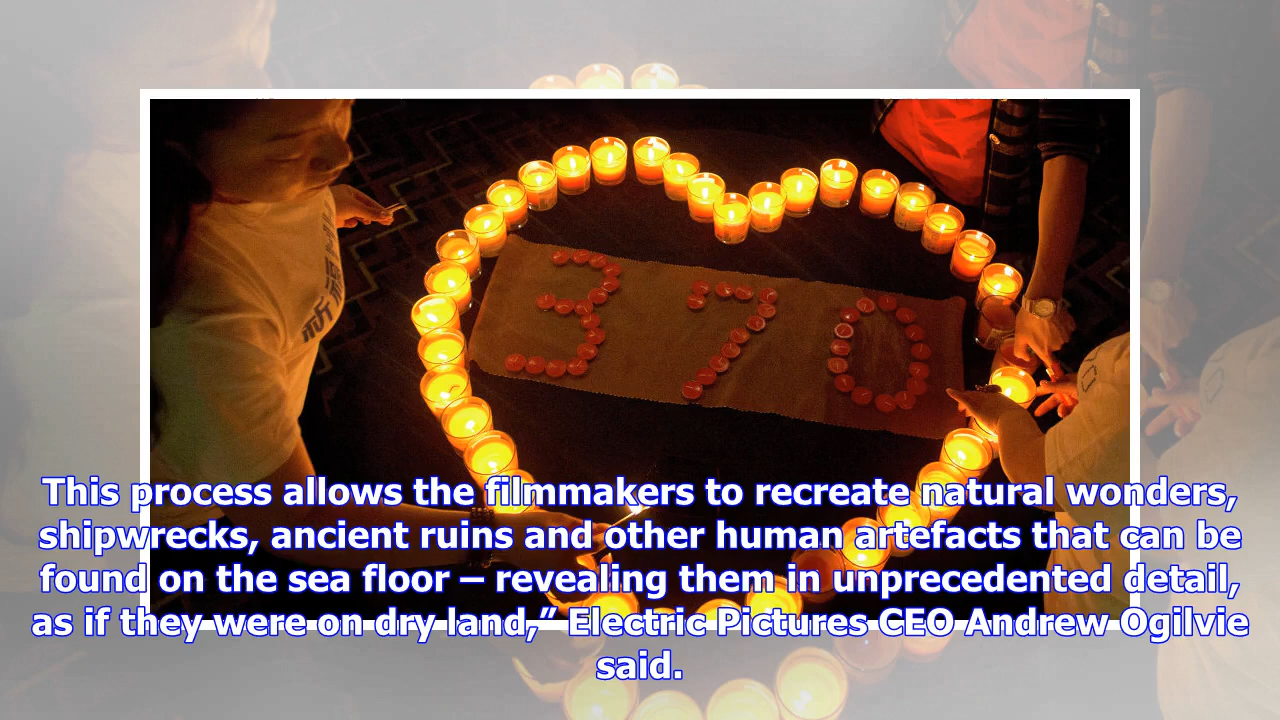 370
This process allows the filmmakers to recreate natural wonders,
shipwrecks, ancient ruins and other human artefacts that can be
found on the sea floor – revealing them in unprecedented detail,
as if they were on dry land,” Electric Pictures CEO Andrew Ogilvie
said.